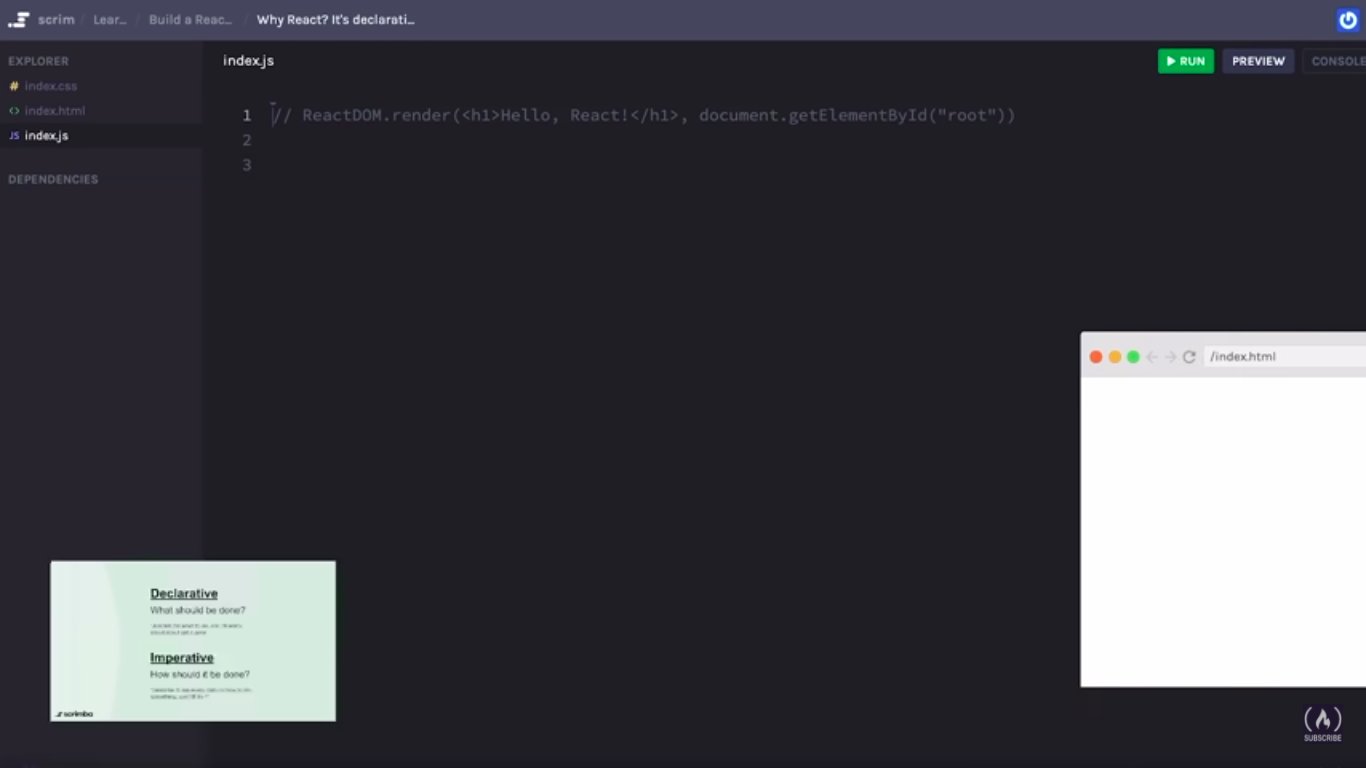 scrim / Lear... / Build a Reac... / Why React? It's declarati...
EXPLORER
# index.css
<> index.html
JS index.js
DEPENDENCIES
index.js
RUN
PREVIEW
CONSOLE
1 // ReactDOM.render(<h1>Hello, React!</h1>, document.getElementById("root"))
2
3
/index.html
Declarative
What should be done?
Imperative
How should it be done?
scrimba
SUBSCRIBE